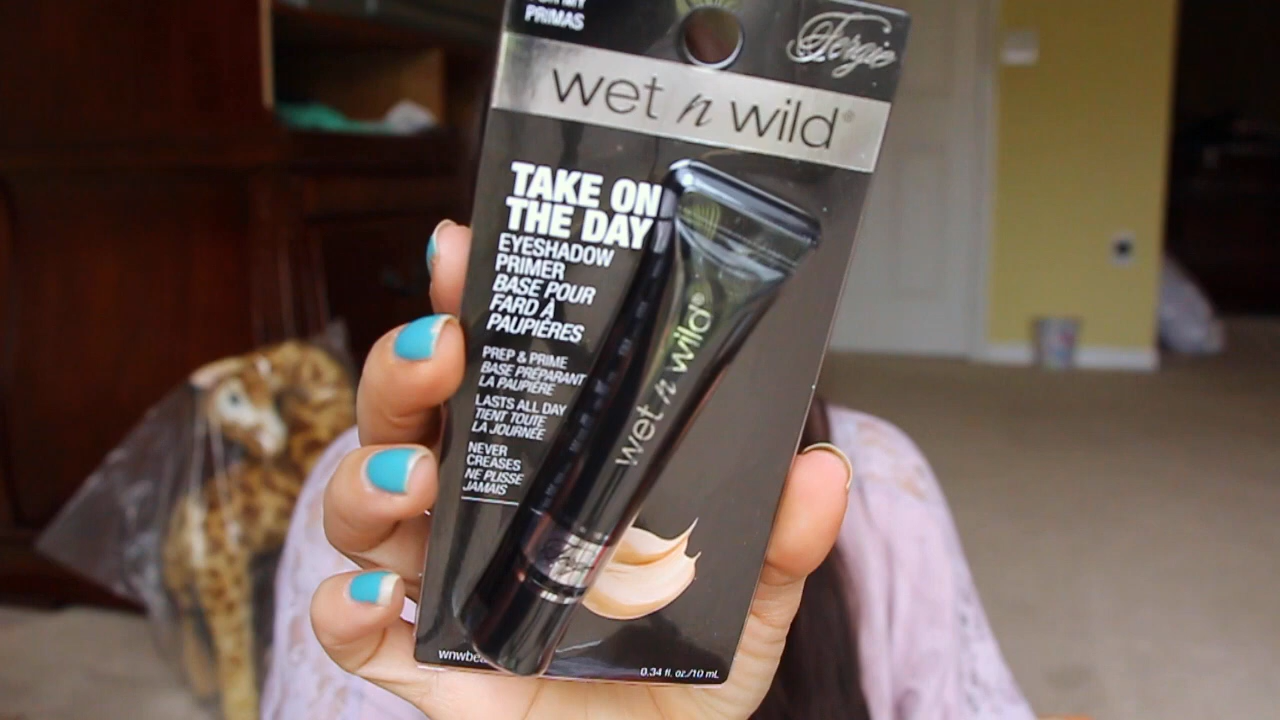 PRIMAS
Fergie
wet n wild®
TAKE ON
THE DAY
EYESHADOW
PRIMER
BASE POUR
FARD À
PAUPIÈRES
PREP & PRIME
BASE PRÉPARANT
LA PAUPIÈRE
LASTS ALL DAY
TIENT TOUTE
LA JOURNÉE
NEVER
CREASES
NE PLISSE
JAMAIS
wet n wild®
0.34 fl. oz./10 mL